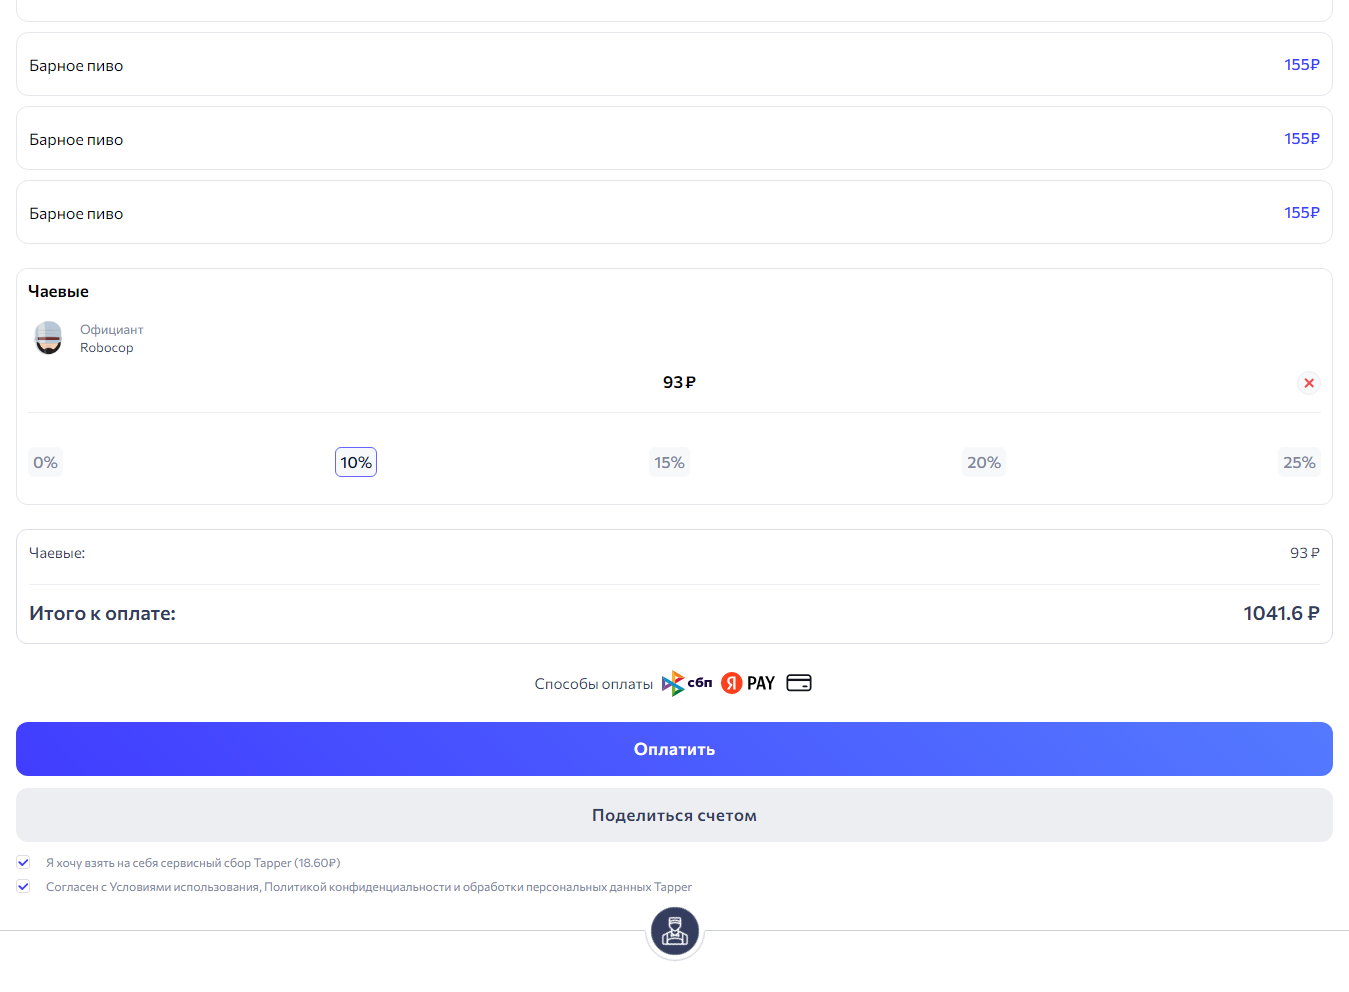 Барное пиво 155₽
Барное пиво 155₽
Барное пиво 155₽
Чаевые
Официант
Robocop
93 ₽
0% 10% 15% 20% 25%
Чаевые: 93 ₽
Итого к оплате: 1041.6 ₽
Способы оплаты сбп Я PAY
Оплатить
Поделиться счетом
Я хочу взять на себя сервисный сбор Tapper (18.60₽)
Согласен с Условиями использования, Политикой конфиденциальности и обработки персональных данных Tapper